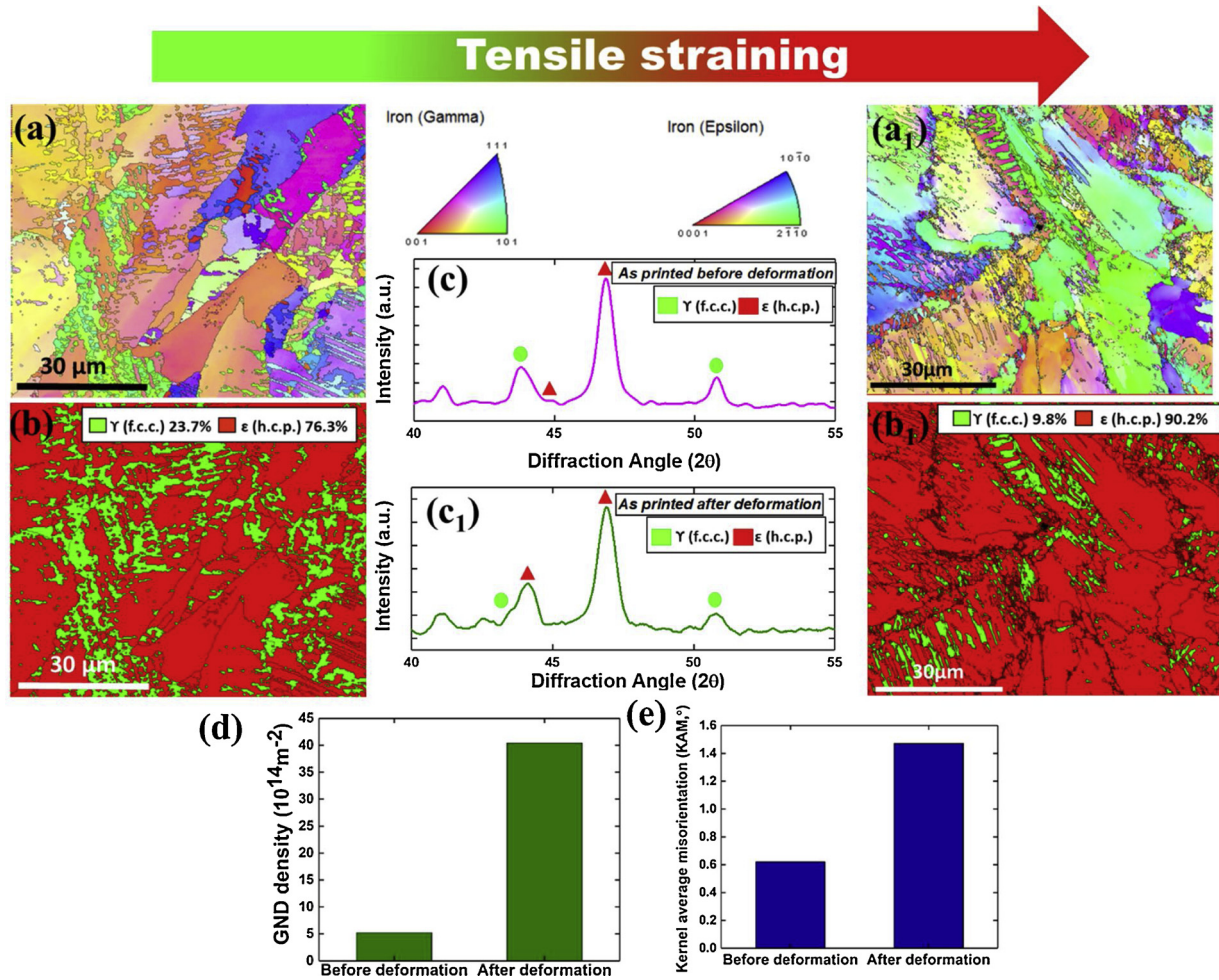 Tensile straining
(a)
Iron (Gamma)
111
001
101
Iron (Epsilon)
101̄0
0001
21̄1̄0
(a₁)
30 µm
30µm
(b)
ϒ (f.c.c.) 23.7% ε (h.c.p.) 76.3%
30 µm
(c)
As printed before deformation
ϒ (f.c.c.) ε (h.c.p.)
Intensity (a.u.)
40 45 50 55
Diffraction Angle (2θ)
(c₁)
As printed after deformation
ϒ (f.c.c.) ε (h.c.p.)
Intensity (a.u.)
40 45 50 55
Diffraction Angle (2θ)
(b₁)
ϒ (f.c.c.) 9.8% ε (h.c.p.) 90.2%
30µm
(d)
GND density (10¹⁴m⁻²)
45
40
35
30
25
20
15
10
5
0
Before deformation After deformation
(e)
Kernel average misorientation (KAM,°)
1.6
1.4
1.2
1.0
0.8
0.6
0.4
0.2
0.0
Before deformation After deformation